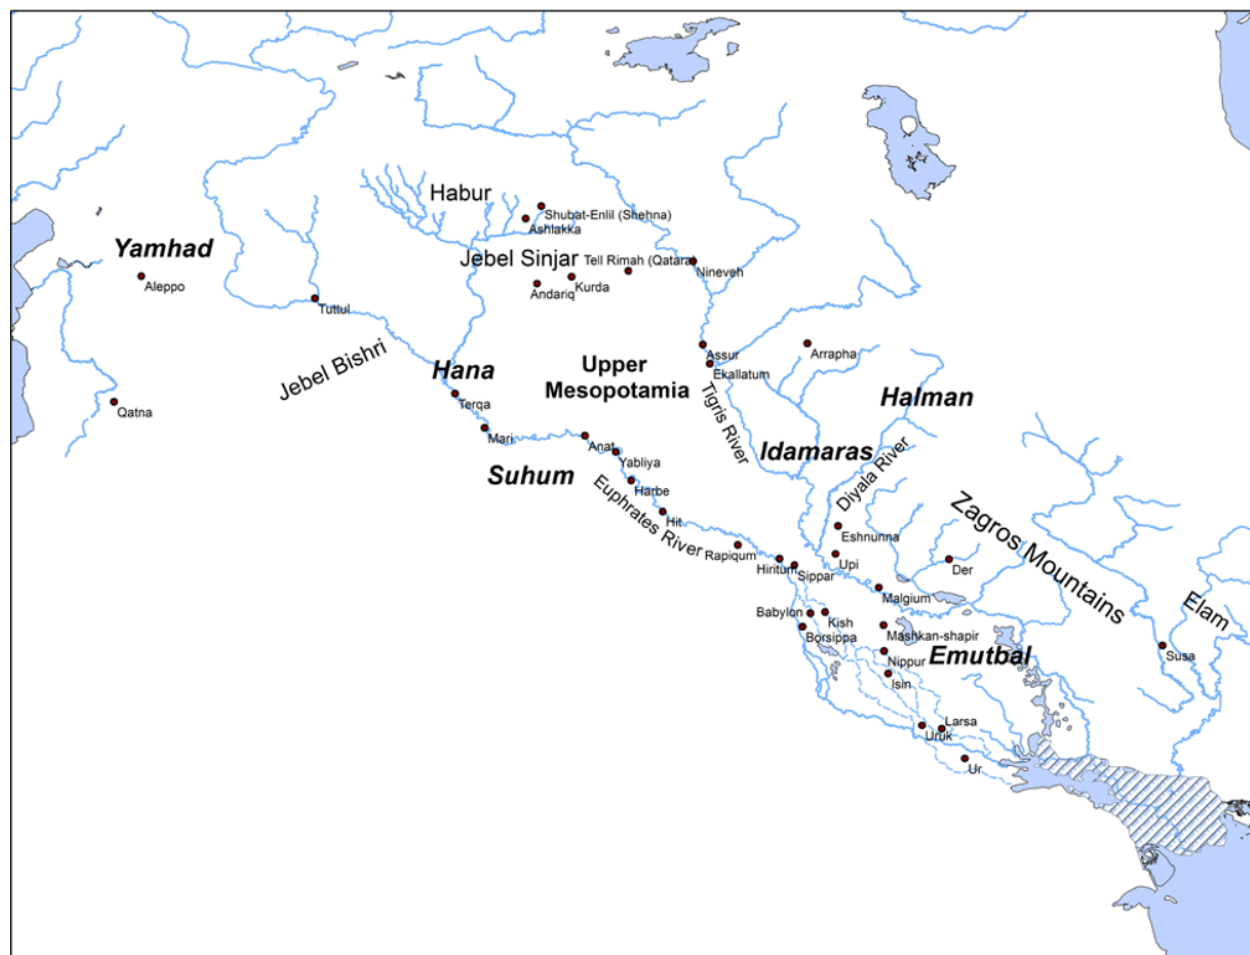 Habur
Shubat-Enlil (Shehna)
Ashlakka
Yamhad
Jebel Sinjar
Tell Rimah (Qatara)
Nineveh
Aleppo
Andariq
Kurda
Tuttul
Jebel Bishri
Hana
Upper
Mesopotamia
Assur
Ekallatum
Arrapha
Qatna
Terqa
Tigris River
Halman
Mari
Anat
Yabliya
Idamaras
Suhum
Harbe
Euphrates River
Hit
Diyala River
Zagros Mountains
Eshnunna
Rapiqum
Hiritum
Sippar
Upi
Der
Malgium
Elam
Babylon
Kish
Borsippa
Mashkan-shapir
Nippur
Emutbal
Susa
Isin
Larsa
Uruk
Ur